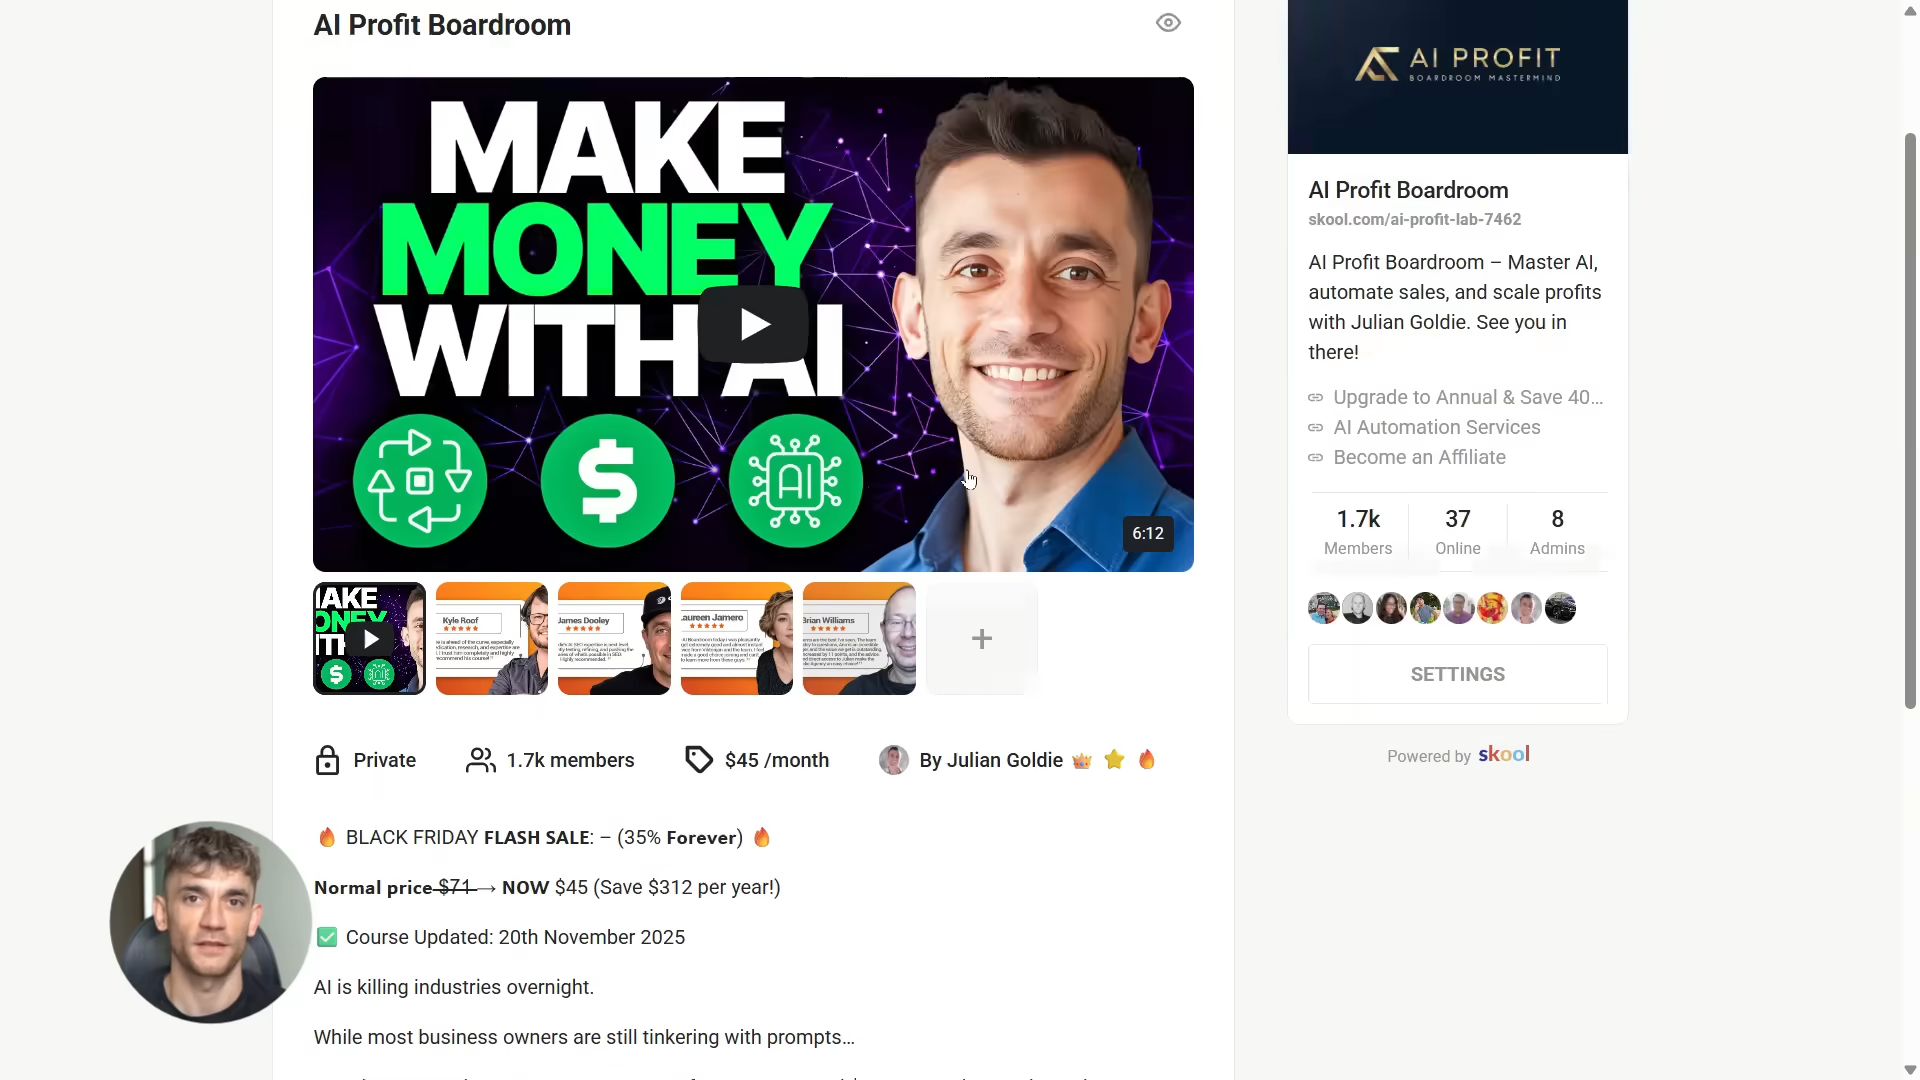 AI Profit Boardroom
MAKE
MONEY
WITH AI
AI
6:12
Kyle Roof
James Dooley
Laureen Jamero
Brian Williams
Private
1.7k members
$45 /month
By Julian Goldie
BLACK FRIDAY FLASH SALE: – (35% Forever)
Normal price $71 → NOW $45 (Save $312 per year!)
Course Updated: 20th November 2025
AI is killing industries overnight.
While most business owners are still tinkering with prompts…
AI PROFIT
BOARDROOM MASTERMIND
AI Profit Boardroom
skool.com/ai-profit-lab-7462
AI Profit Boardroom – Master AI,
automate sales, and scale profits
with Julian Goldie. See you in
there!
Upgrade to Annual & Save 40...
AI Automation Services
Become an Affiliate
1.7k
Members
37
Online
8
Admins
SETTINGS
Powered by skool